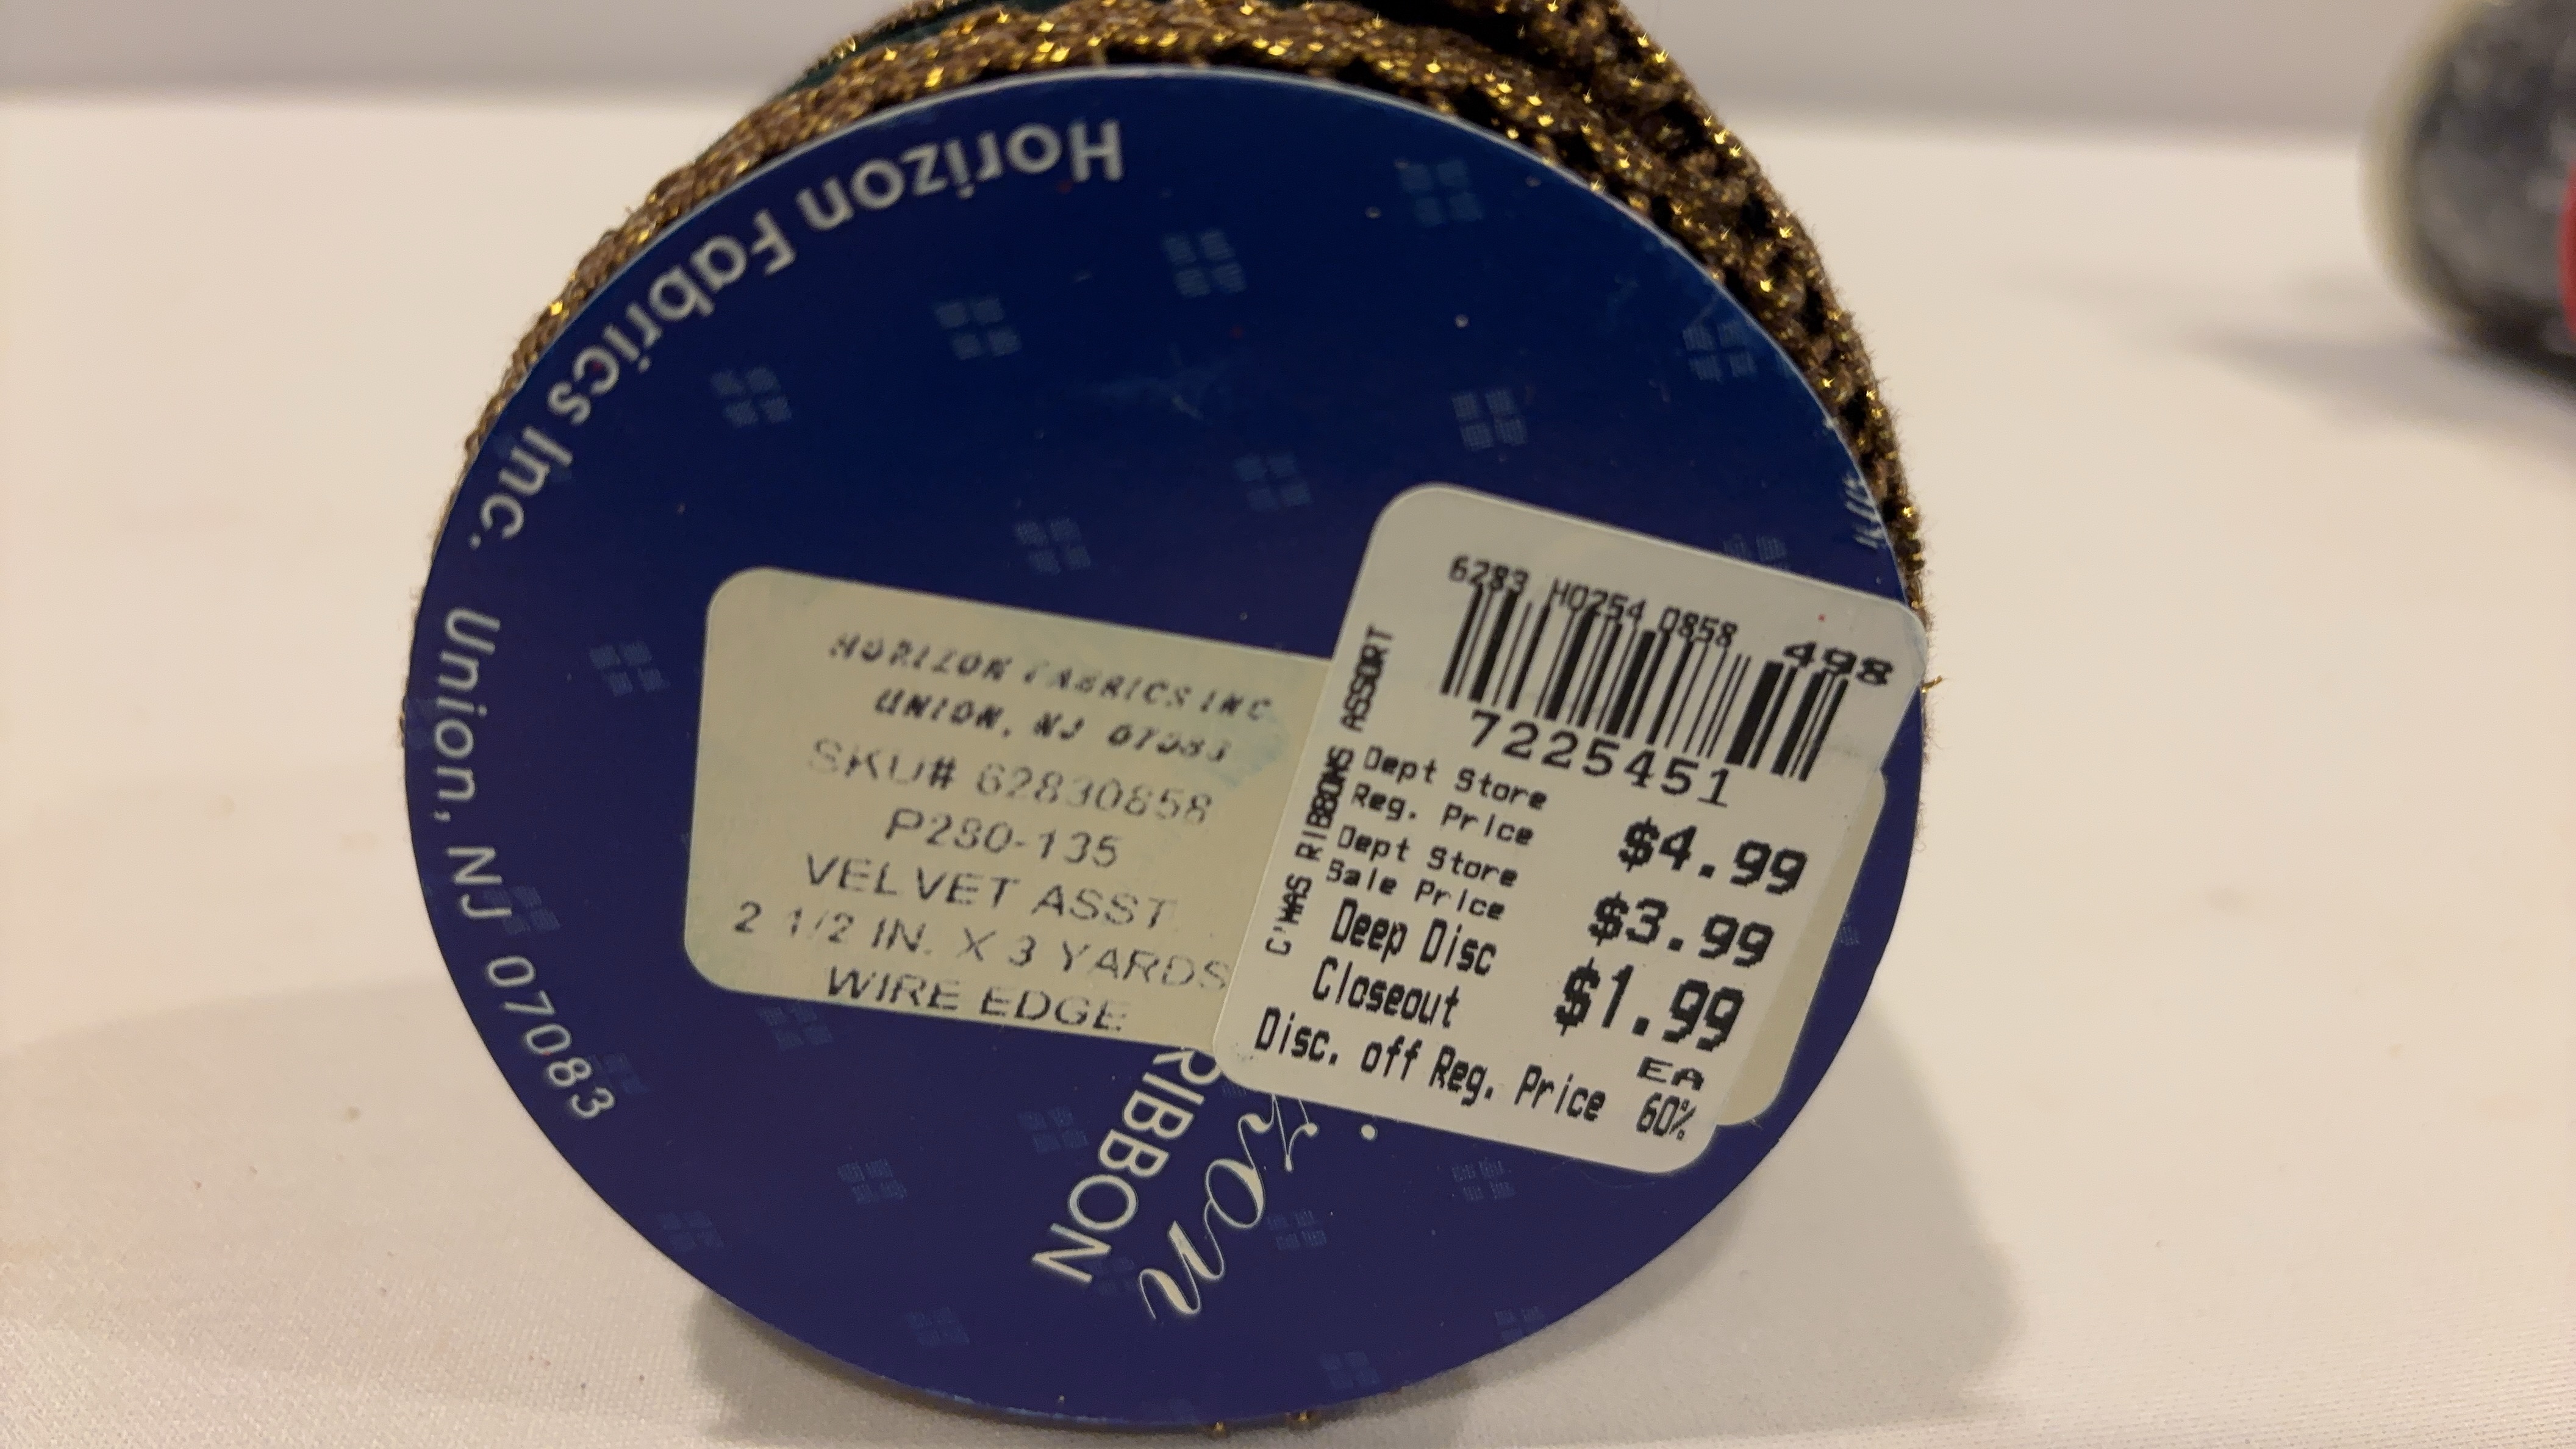 Horizon Fabrics Inc. Union, NJ 07083
HORIZON FABRICS INC
UNION, NJ 07083
SKU# 62830858
P280-135
VELVET ASST
2 1/2 IN. X 3 YARDS
WIRE EDGE
RIBBON
6283 H0254 0858
498
7225451
C'MAS RIBBONS ASSORT
Dept Store
Reg. Price $4.99
Dept Store
Sale Price $3.99
Deep Disc
Closeout $1.99
EA
Disc. off Reg. Price 60%